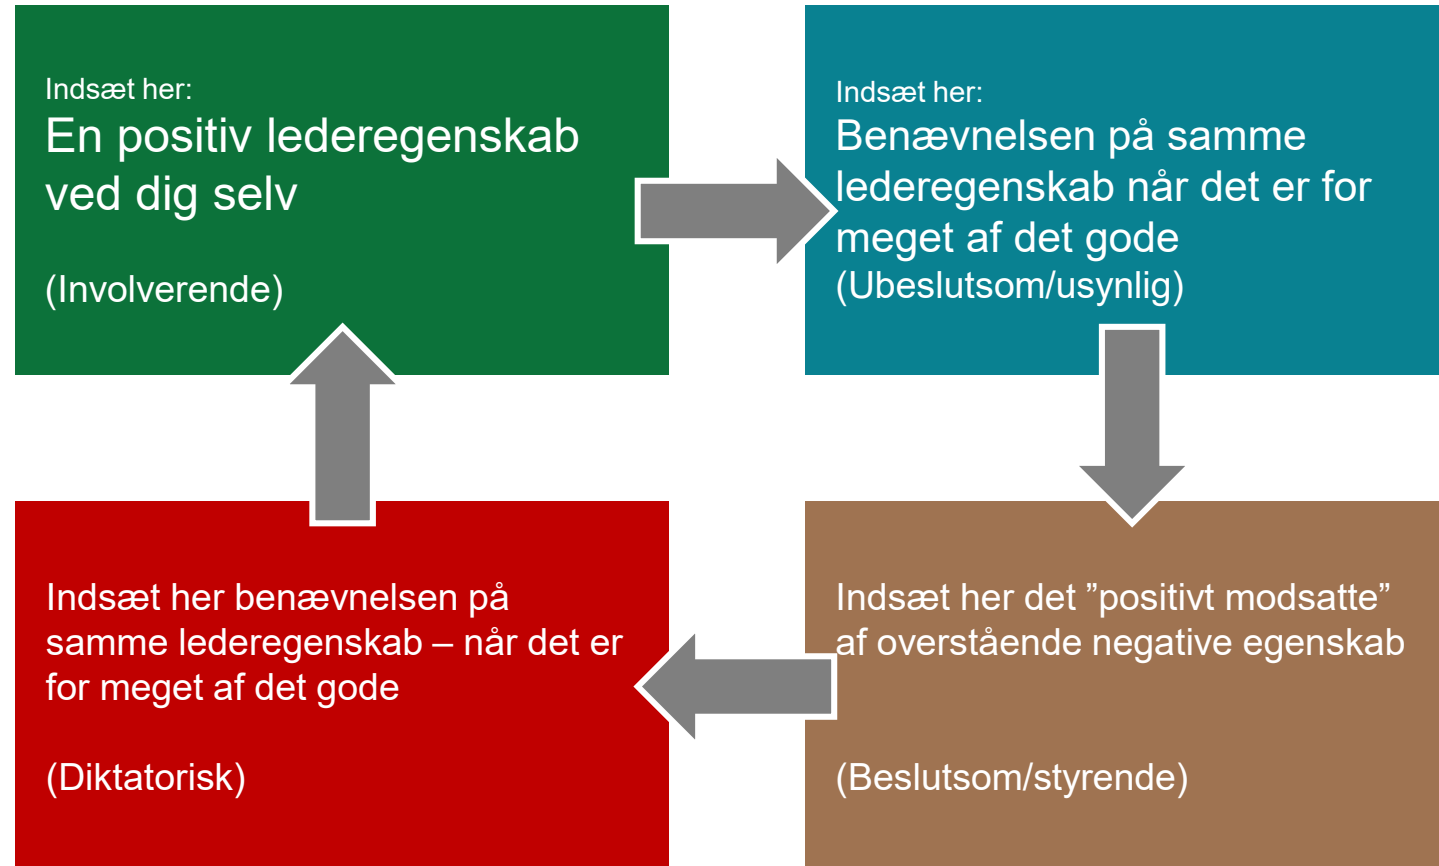 Indsæt her:
En positiv lederegenskab
ved dig selv
(Involverende)
Indsæt her:
Benævnelsen på samme
lederegenskab når det er for
meget af det gode
(Ubeslutsom/usynlig)
Indsæt her benævnelsen på
samme lederegenskab – når det er
for meget af det gode
(Diktatorisk)
Indsæt her det ”positivt modsatte”
af overstående negative egenskab
(Beslutsom/styrende)